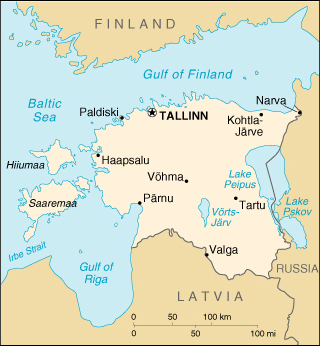 FINLAND
Gulf of Finland
Baltic
Sea
Paldiski
TALLINN
Narva
Kohtla-
Järve
Haapsalu
Hiiumaa
Võhma
Lake
Peipus
Saaremaa
Pärnu
Võrts-
Järv
Tartu
Lake
Pskov
Irbe Strait
Valga
Gulf of
Riga
RUSSIA
LATVIA
0 50 100 km
0 50 100 mi